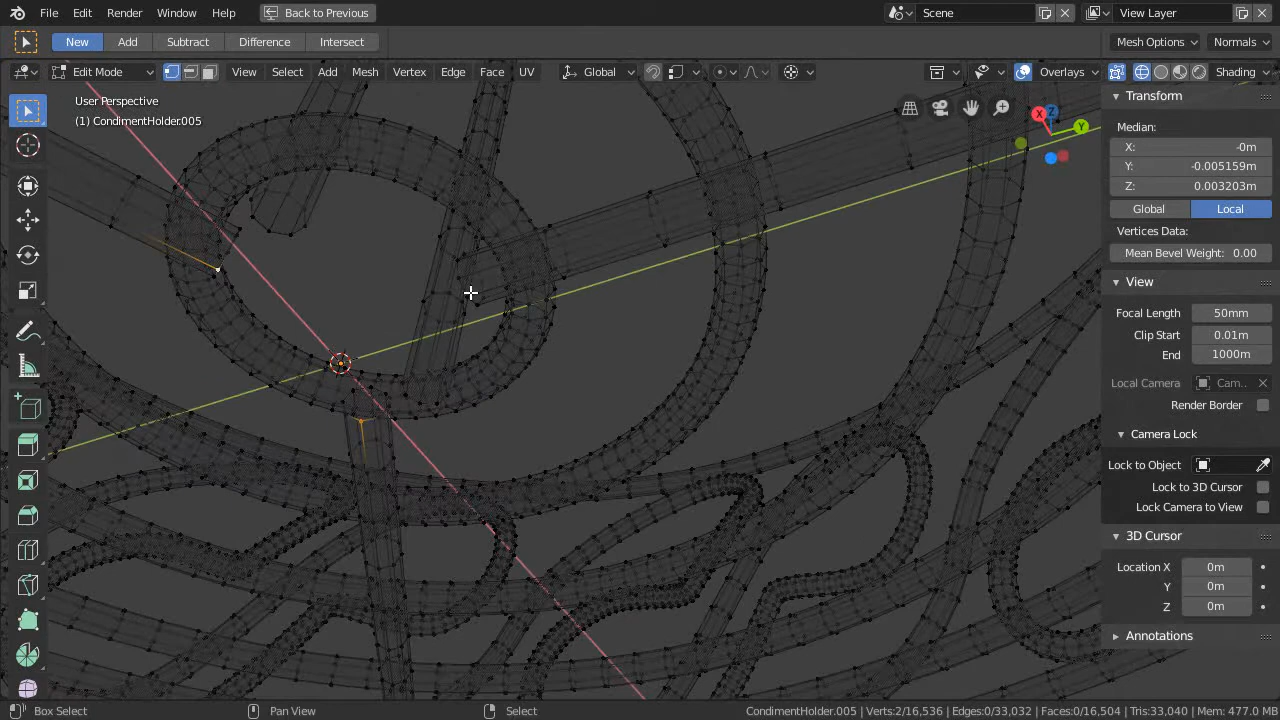 File Edit Render Window Help Back to Previous Scene View Layer
New Add Subtract Difference Intersect Mesh Options Normals
Edit Mode View Select Add Mesh Vertex Edge Face UV Global Overlays Shading
User Perspective
(1) CondimentHolder.005
X Z Y
Transform
Median:
X: -0m
Y: -0.005159m
Z: 0.003203m
Global Local
Vertices Data:
Mean Bevel Weight: 0.00
View
Focal Length 50mm
Clip Start 0.01m
End 1000m
Local Camera Cam..
Render Border
Camera Lock
Lock to Object
Lock to 3D Cursor
Lock Camera to View
3D Cursor
Location X 0m
Y 0m
Z 0m
Annotations
Box Select Pan View Select CondimentHolder.005 | Verts:2/16,536 | Edges:0/33,032 | Faces:0/16,504 | Tris:33,040 | Mem: 477.0 MB